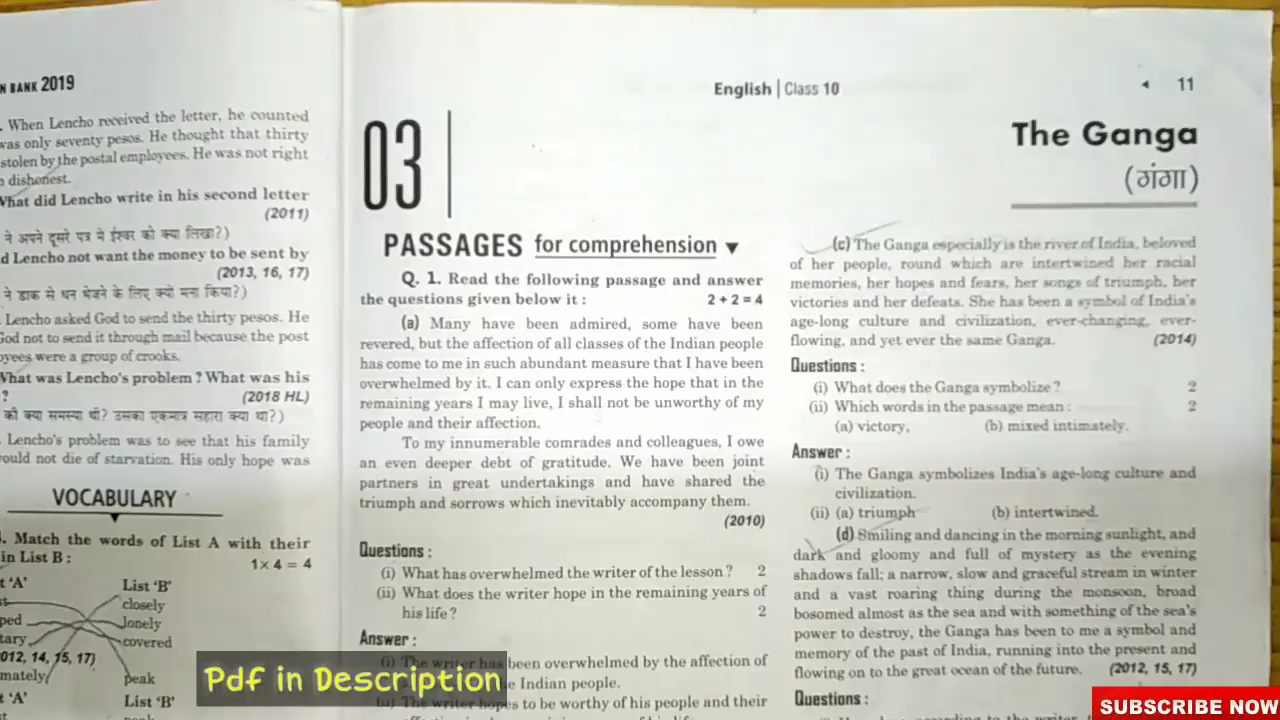 N BANK 2019
. When Lencho received the letter, he counted
was only seventy pesos. He thought that thirty
stolen by the postal employees. He was not right
dishonest.
What did Lencho write in his second letter
(2011)
ने अपने दूसरे पत्र में ईश्वर को क्या लिखा?)
d Lencho not want the money to be sent by
(2013, 16, 17)
ने डाक से धन भेजने के लिए क्यों मना किया?)
Lencho asked God to send the thirty pesos. He
God not to send it through mail because the post
oyees were a group of crooks.
What was Lencho's problem? What was his
?
(2018 HL)
की क्या समस्या थी? उसका एकमात्र सहारा क्या था?)
. Lencho's problem was to see that his family
ould not die of starvation. His only hope was
VOCABULARY
. Match the words of List A with their
in List B :
1× 4 = 4
t 'A'
List 'B'
closely
ped
lonely
tary
covered
012, 14, 15, 17)
mately
peak
t 'A'
List 'B'
English | Class 10
◄ 11
03
The Ganga
(गंगा)
PASSAGES for comprehension ▼
Q. 1. Read the following passage and answer
the questions given below it :
2 + 2 = 4
(a) Many have been admired, some have been
revered, but the affection of all classes of the Indian people
has come to me in such abundant measure that I have been
overwhelmed by it. I can only express the hope that in the
remaining years I may live, I shall not be unworthy of my
people and their affection.
To my innumerable comrades and colleagues, I owe
an even deeper debt of gratitude. We have been joint
partners in great undertakings and have shared the
triumph and sorrows which inevitably accompany them.
(2010)
Questions :
(i) What has overwhelmed the writer of the lesson? 2
(ii) What does the writer hope in the remaining years of
his life? 2
Answer :
(i) The writer has been overwhelmed by the affection of
e Indian people.
(ii) The writer hopes to be worthy of his people and their
(c) The Ganga especially is the river of India, beloved
of her people, round which are intertwined her racial
memories, her hopes and fears, her songs of triumph, her
victories and her defeats. She has been a symbol of India's
age-long culture and civilization, ever-changing, ever-
flowing, and yet ever the same Ganga. (2014)
Questions :
(i) What does the Ganga symbolize? 2
(ii) Which words in the passage mean : 2
(a) victory, (b) mixed intimately.
Answer :
(i) The Ganga symbolizes India's age-long culture and
civilization.
(ii) (a) triumph (b) intertwined.
(d) Smiling and dancing in the morning sunlight, and
dark and gloomy and full of mystery as the evening
shadows fall; a narrow, slow and graceful stream in winter
and a vast roaring thing during the monsoon, broad
bosomed almost as the sea and with something of the sea's
power to destroy, the Ganga has been to me a symbol and
memory of the past of India, running into the present and
flowing on to the great ocean of the future. (2012, 15, 17)
Questions :
Pdf in Description
SUBSCRIBE NOW